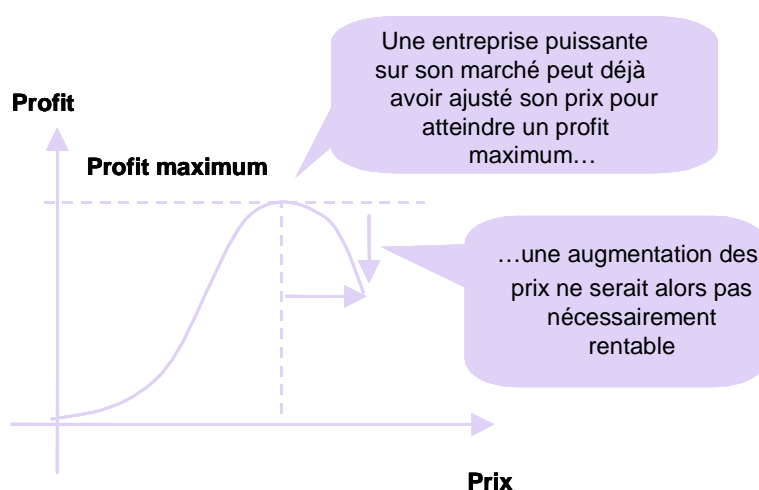 Une entreprise puissante
sur son marché peut déjà
avoir ajusté son prix pour
atteindre un profit
maximum…
Profit
Profit maximum
…une augmentation des
prix ne serait alors pas
nécessairement
rentable
Prix